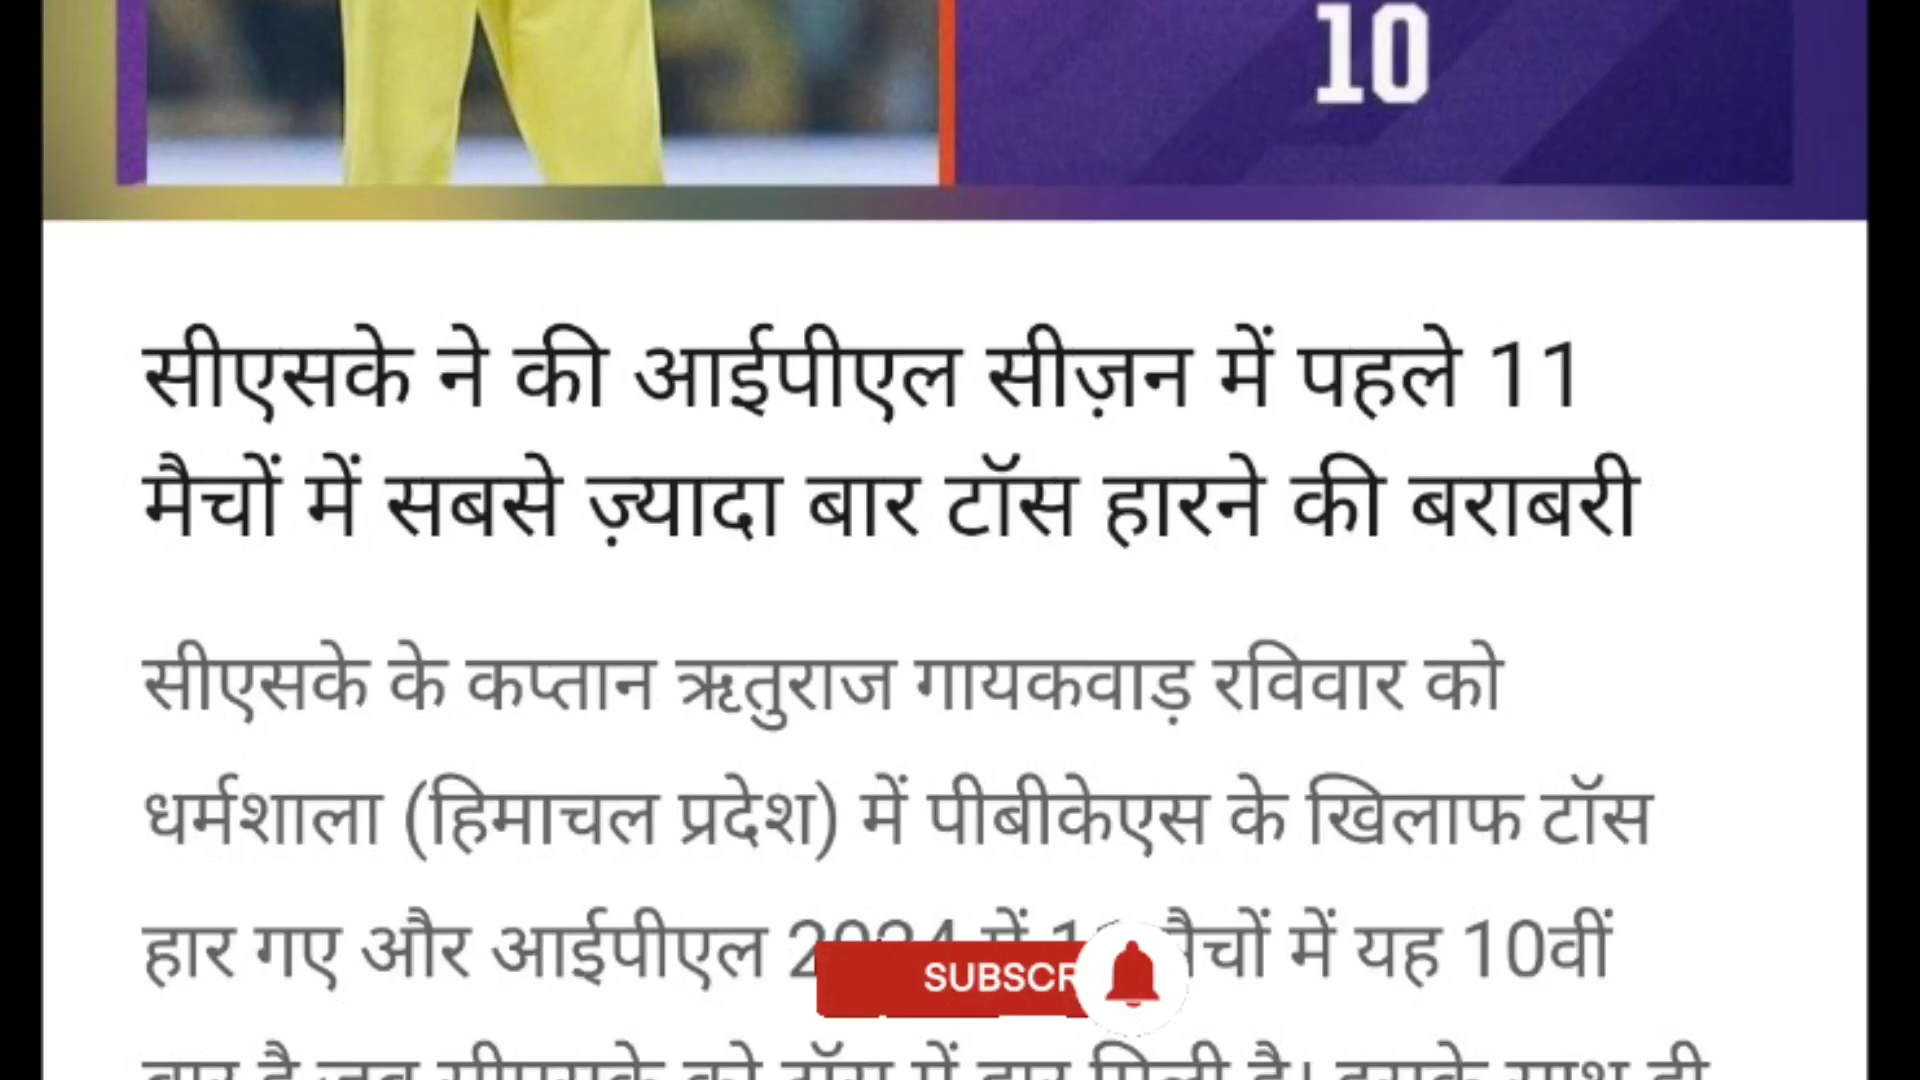 10
सीएसके ने की आईपीएल सीज़न में पहले 11
मैचों में सबसे ज़्यादा बार टॉस हारने की बराबरी
सीएसके के कप्तान ऋतुराज गायकवाड़ रविवार को
धर्मशाला (हिमाचल प्रदेश) में पीबीकेएस के खिलाफ टॉस
हार गए और आईपीएल 2024 में में यह 10वीं
SUBSCR